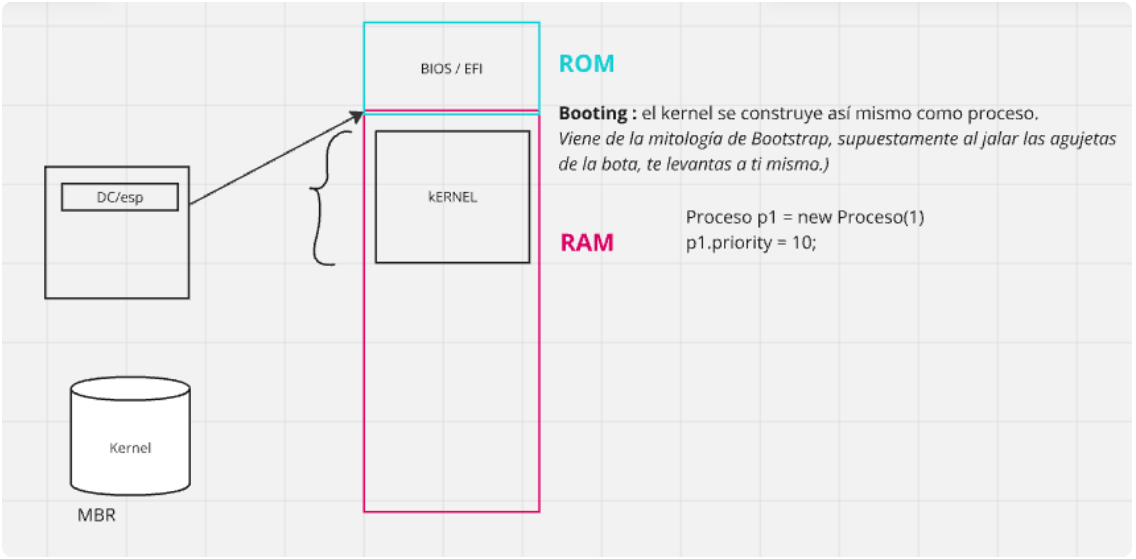 BIOS / EFI
ROM
Booting : el kernel se construye así mismo como proceso.
Viene de la mitología de Bootstrap, supuestamente al jalar las agujetas
de la bota, te levantas a ti mismo.)
DC/esp
kERNEL
Proceso p1 = new Proceso(1)
RAM
p1.priority = 10;
Kernel
MBR